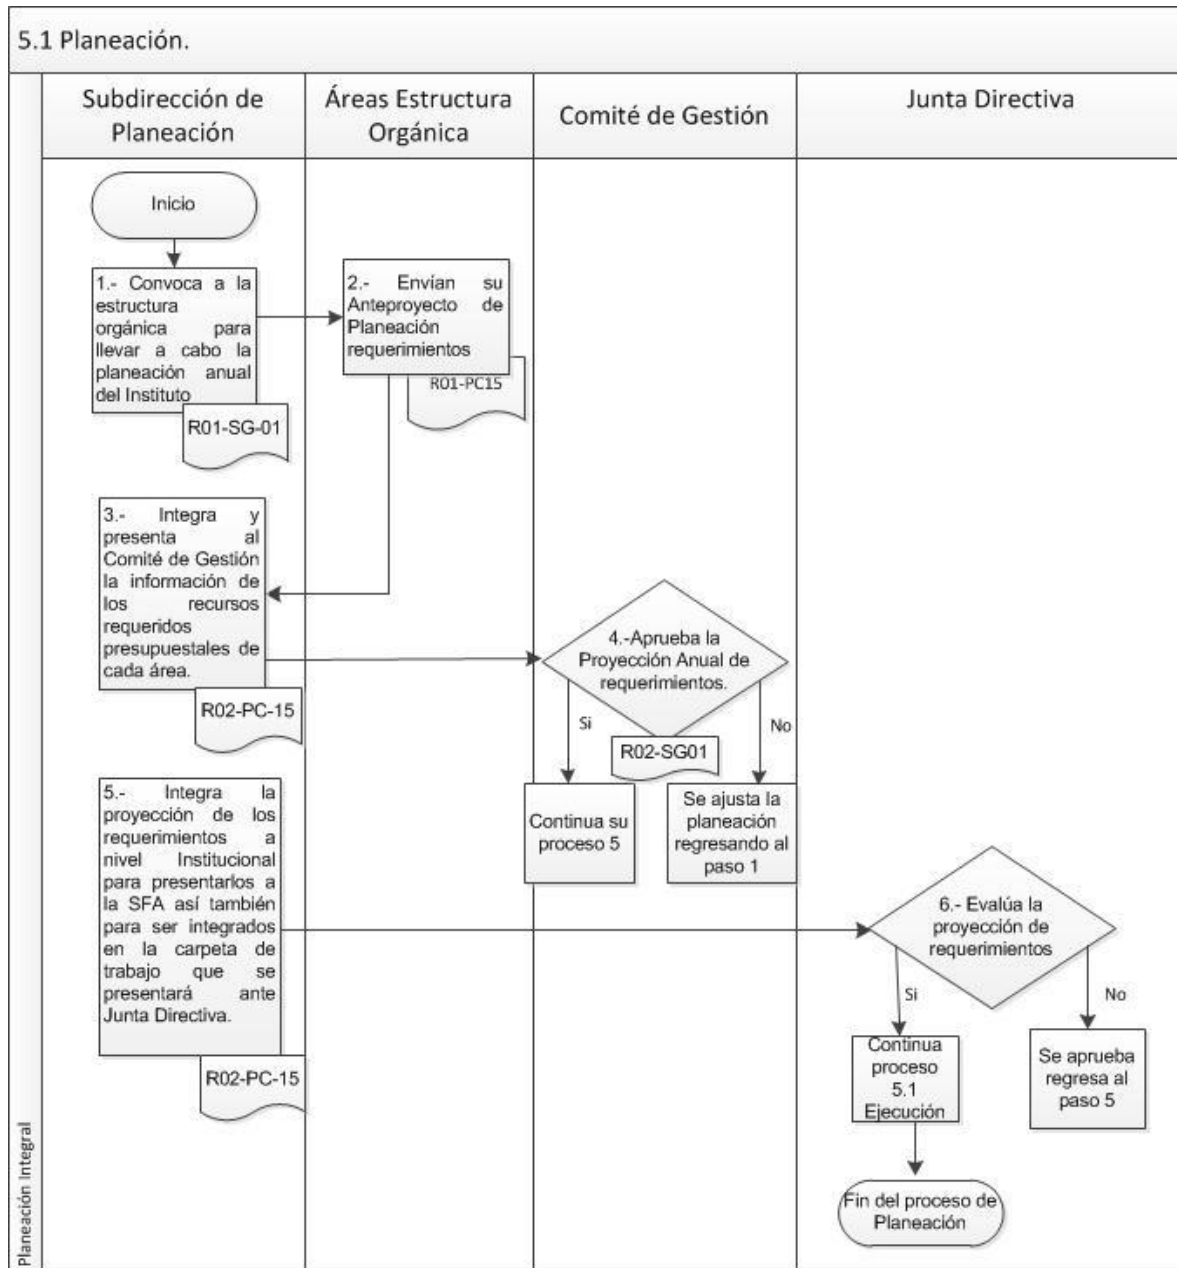 5.1 Planeación.
Subdirección de
Planeación
Áreas Estructura
Orgánica
Comité de Gestión
Junta Directiva
Inicio
1.- Convoca a la
estructura
orgánica para
llevar a cabo la
planeación anual
del Instituto
R01-SG-01
2.- Envían su
Anteproyecto de
Planeación
requerimientos
R01-PC15
3.- Integra y
presenta al
Comité de Gestión
la información de
los recursos
requeridos
presupuestales de
cada área.
R02-PC-15
4.-Aprueba la
Proyección Anual de
requerimientos.
Si
No
R02-SG01
Continua su
proceso 5
Se ajusta la
planeación
regresando al
paso 1
5.- Integra la
proyección de los
requerimientos a
nivel Institucional
para presentarlos a
la SFA así también
para ser integrados
en la carpeta de
trabajo que se
presentará ante
Junta Directiva.
R02-PC-15
6.- Evalúa la
proyección de
requerimientos
Si
No
Continua
proceso
5.1
Ejecución
Se aprueba
regresa al
paso 5
Fin del proceso de
Planeación
Planeación Integral